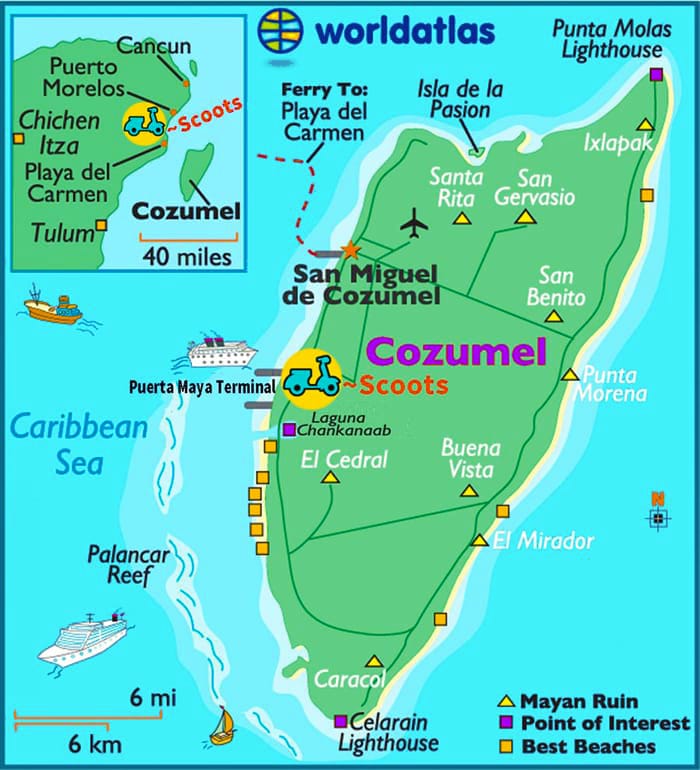 worldatlas
Cancun
Puerto
Morelos
~Scoots
Chichen
Itza
Playa del
Carmen
Cozumel
Tulum
40 miles
Punta Molas
Lighthouse
Ferry To:
Playa del
Carmen
Isla de la
Pasion
Ixlapak
Santa
Rita
San
Gervasio
San Miguel
de Cozumel
San
Benito
Cozumel
~Scoots
Puerta Maya Terminal
Punta
Morena
Laguna
Chankanaab
Caribbean
Sea
El Cedral
Buena
Vista
N
El Mirador
Palancar
Reef
Caracol
6 mi
6 km
Celarain
Lighthouse
Mayan Ruin
Point of Interest
Best Beaches